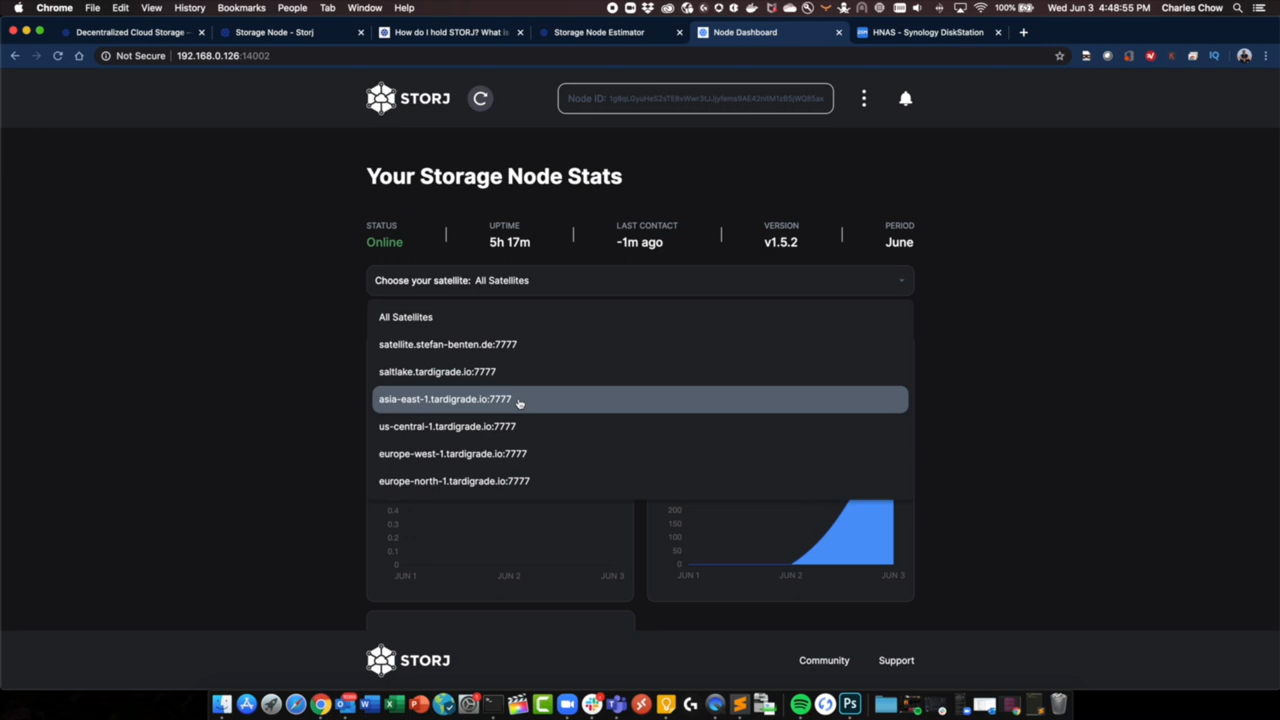 Chrome File Edit View History Bookmarks People Tab Window Help 100% Wed Jun 3 4:48:55 PM Charles Chow
Decentralized Cloud Storage -
Storage Node - Storj
How do I hold STORJ? What is
Storage Node Estimator
Node Dashboard
HNAS - Synology DiskStation
Not Secure 192.168.0.126:14002
STORJ
Node ID:
Your Storage Node Stats
STATUS UPTIME LAST CONTACT VERSION PERIOD
Online 5h 17m -1m ago v1.5.2 June
Choose your satellite: All Satellites
All Satellites
satellite.stefan-benten.de:7777
saltlake.tardigrade.io:7777
asia-east-1.tardigrade.io:7777
us-central-1.tardigrade.io:7777
europe-west-1.tardigrade.io:7777
europe-north-1.tardigrade.io:7777
0.4
0.3
0.2
0.1
0
JUN 1 JUN 2 JUN 3
200
150
100
50
0
JUN 1 JUN 2 JUN 3
STORJ
Community Support